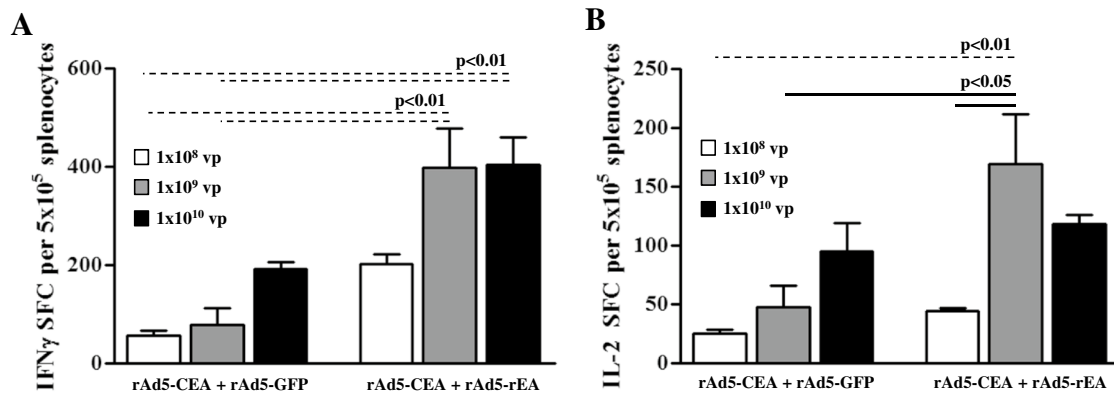 A
IFNγ SFC per 5x10⁵ splenocytes
600
400
200
0
p<0.01
p<0.01
1x10⁸ vp
1x10⁹ vp
1x10¹⁰ vp
rAd5-CEA + rAd5-GFP
rAd5-CEA + rAd5-rEA
B
IL-2 SFC per 5x10⁵ splenocytes
250
200
150
100
50
0
p<0.01
p<0.05
1x10⁸ vp
1x10⁹ vp
1x10¹⁰ vp
rAd5-CEA + rAd5-GFP
rAd5-CEA + rAd5-rEA